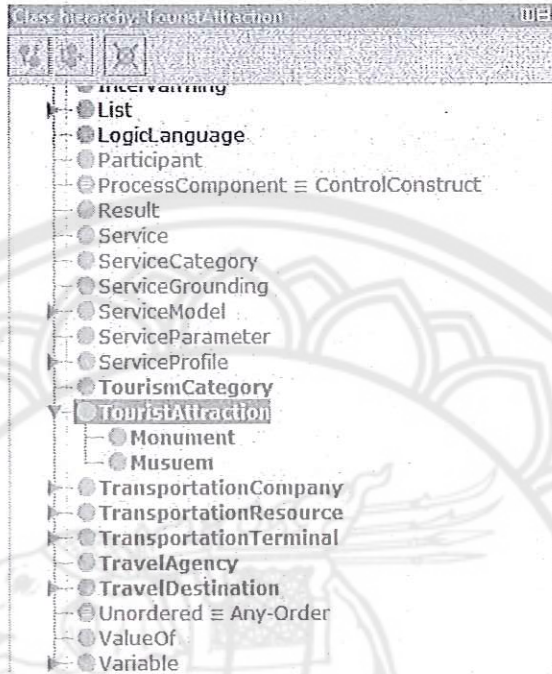 Class hierarchy: TouristAttraction
IntervalThing
List
LogicLanguage
Participant
ProcessComponent ≡ ControlConstruct
Result
Service
ServiceCategory
ServiceGrounding
ServiceModel
ServiceParameter
ServiceProfile
TourismCategory
TouristAttraction
Monument
Musuem
TransportationCompany
TransportationResource
TransportationTerminal
TravelAgency
TravelDestination
Unordered ≡ Any-Order
ValueOf
Variable